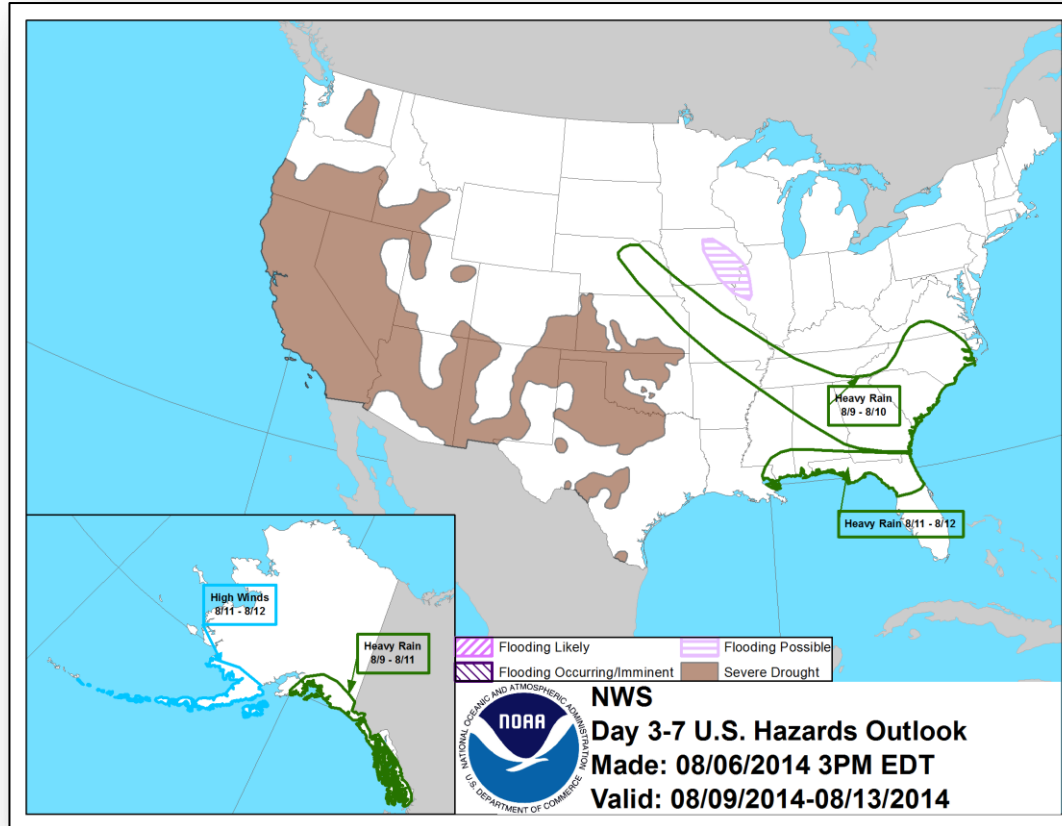 Heavy Rain
8/9 - 8/10
Heavy Rain 8/11 - 8/12
High Winds
8/11 - 8/12
Heavy Rain
8/9 - 8/11
Flooding Likely
Flooding Possible
Flooding Occurring/Imminent
Severe Drought
NATIONAL OCEANIC AND ATMOSPHERIC ADMINISTRATION
NOAA
U.S. DEPARTMENT OF COMMERCE
NWS
Day 3-7 U.S. Hazards Outlook
Made: 08/06/2014 3PM EDT
Valid: 08/09/2014-08/13/2014